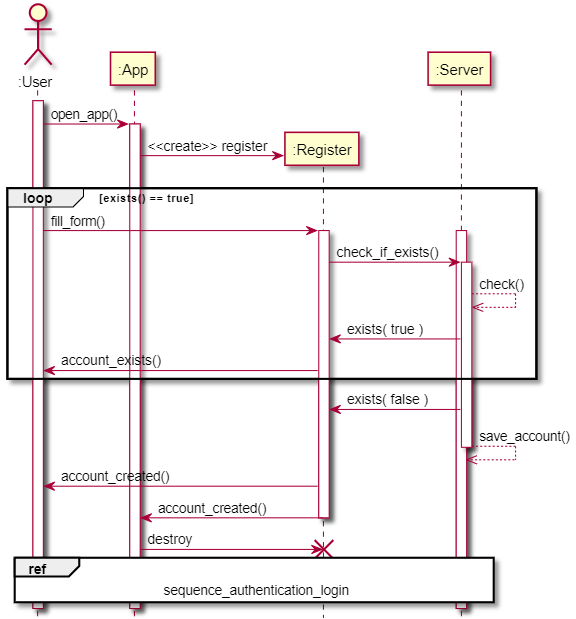 :User
:App
:Server
open_app()
<<create>> register
:Register
loop
[exists() == true]
fill_form()
check_if_exists()
check()
exists( true )
account_exists()
exists( false )
save_account()
account_created()
account_created()
destroy
ref
sequence_authentication_login